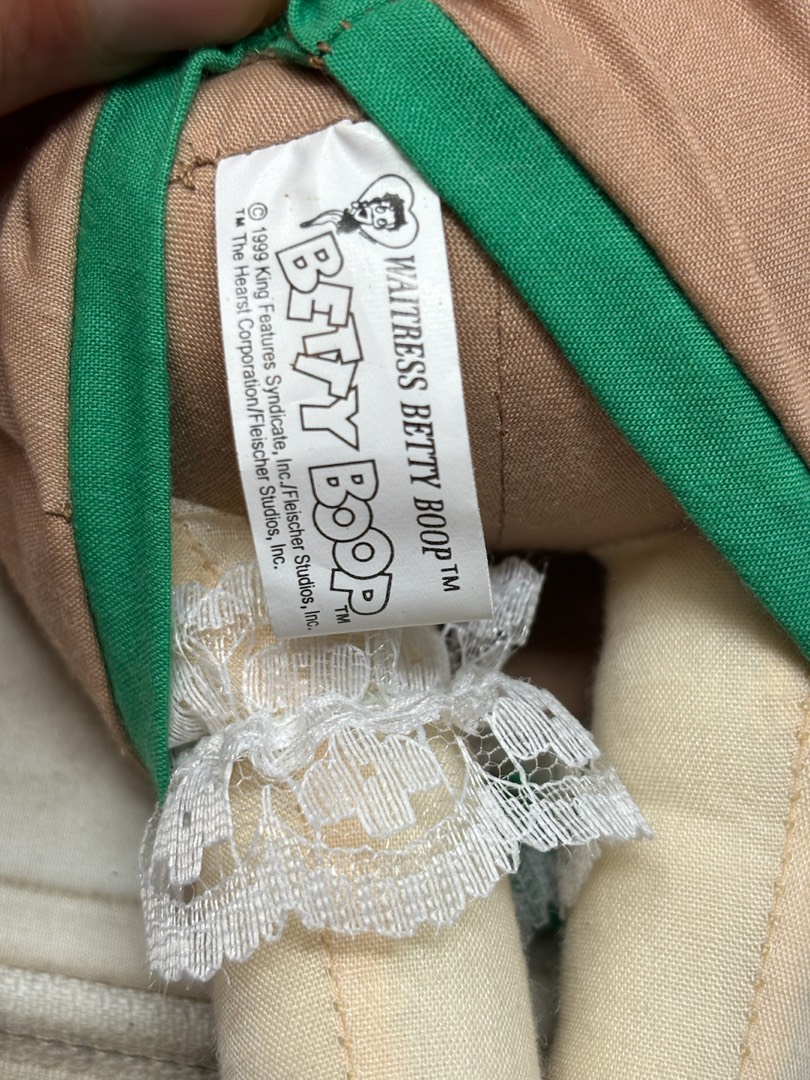 WAITRESS BETTY BOOP™
BETTY BOOP™
© 1999 King Features Syndicate, Inc./Fleischer Studios, Inc.
™ The Hearst Corporation/Fleischer Studios, Inc.